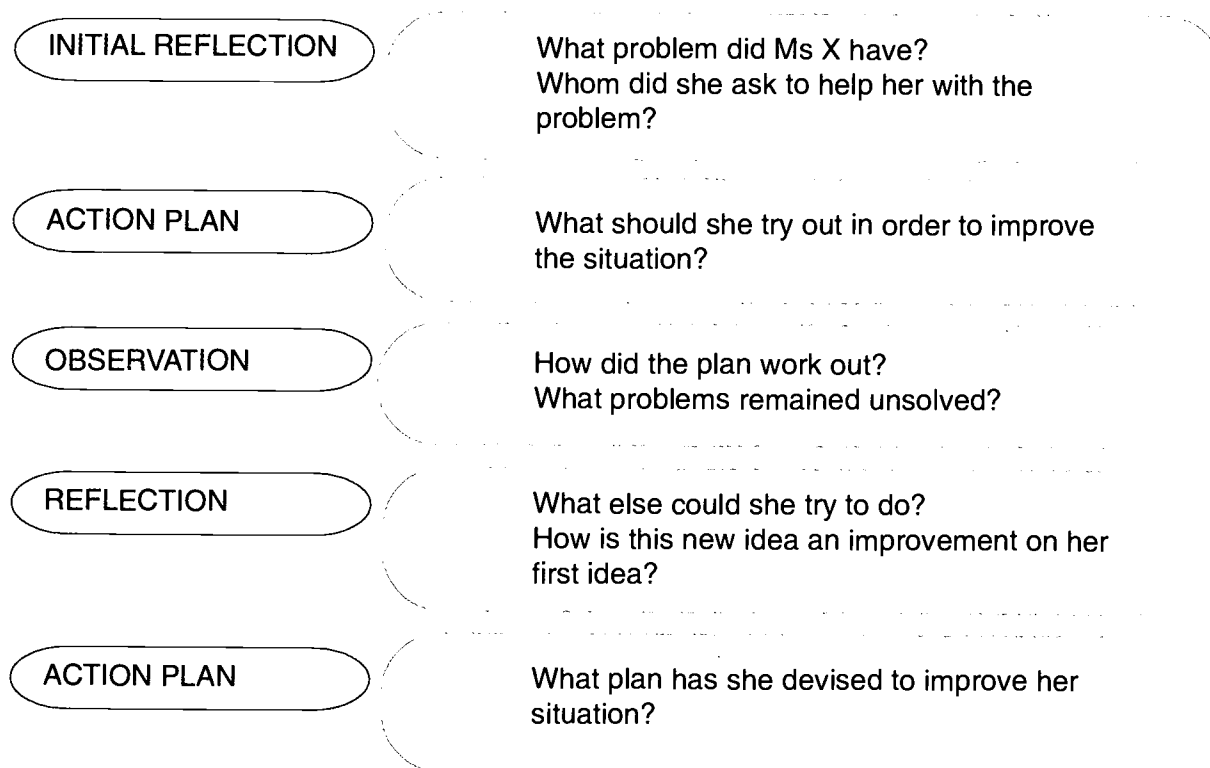 INITIAL REFLECTION
What problem did Ms X have?
Whom did she ask to help her with the
problem?
ACTION PLAN
What should she try out in order to improve
the situation?
OBSERVATION
How did the plan work out?
What problems remained unsolved?
REFLECTION
What else could she try to do?
How is this new idea an improvement on her
first idea?
ACTION PLAN
What plan has she devised to improve her
situation?